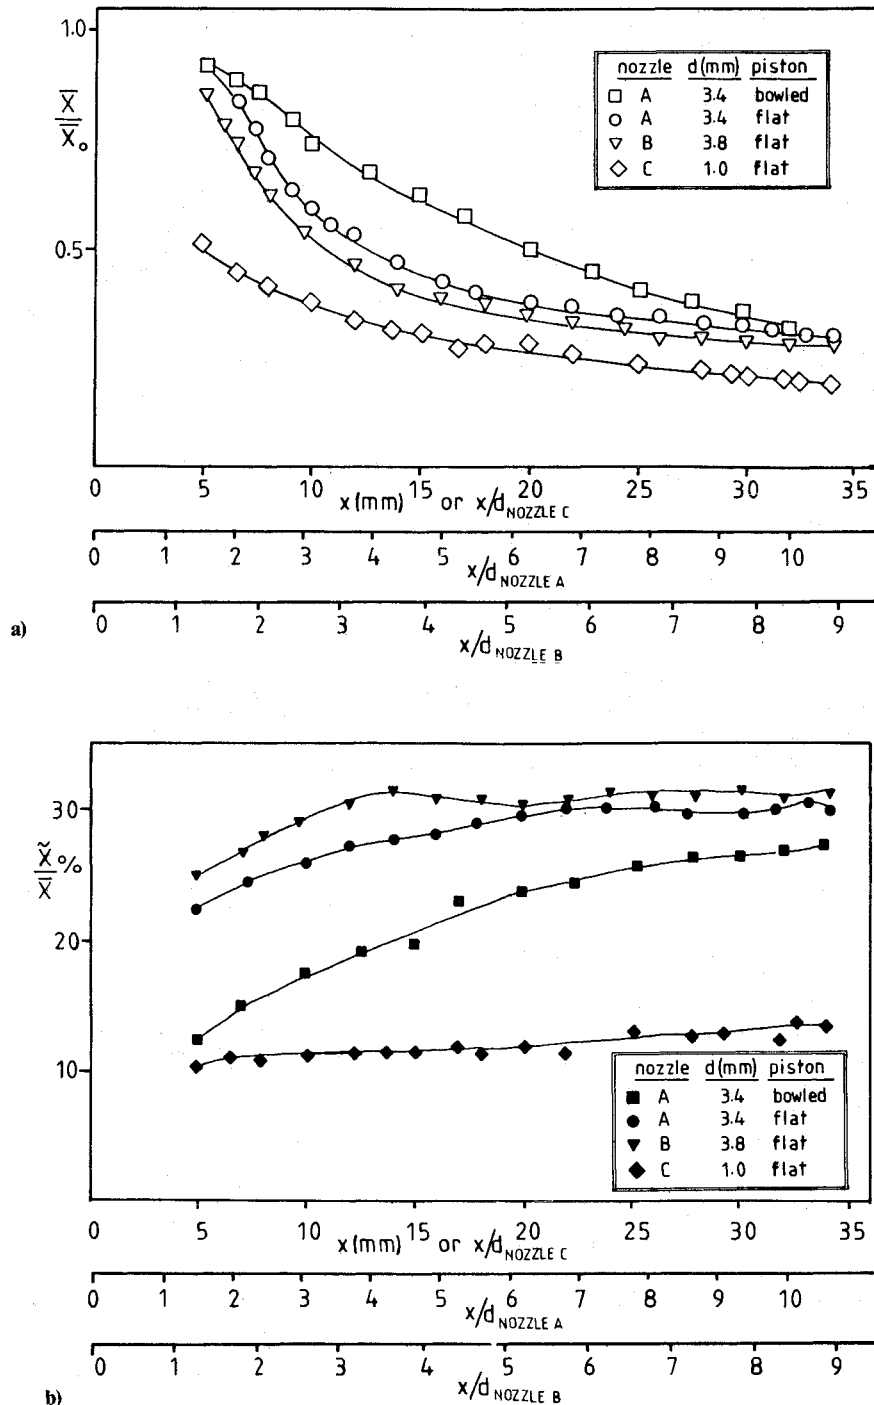 1.0
X̄
X̄o
0.5
nozzle d(mm) piston
□ A 3.4 bowled
○ A 3.4 flat
▽ B 3.8 flat
◇ C 1.0 flat
0 5 10 15 20 25 30 35
x(mm) or x/d NOZZLE C
0 1 2 3 4 5 6 7 8 9 10
x/d NOZZLE A
0 1 2 3 4 5 6 7 8 9
x/d NOZZLE B
a)
30
X̃
X̄
%
20
10
nozzle d(mm) piston
■ A 3.4 bowled
● A 3.4 flat
▼ B 3.8 flat
◆ C 1.0 flat
0 5 10 15 20 25 30 35
x(mm) or x/d NOZZLE C
0 1 2 3 4 5 6 7 8 9 10
x/d NOZZLE A
0 1 2 3 4 5 6 7 8 9
x/d NOZZLE B
b)